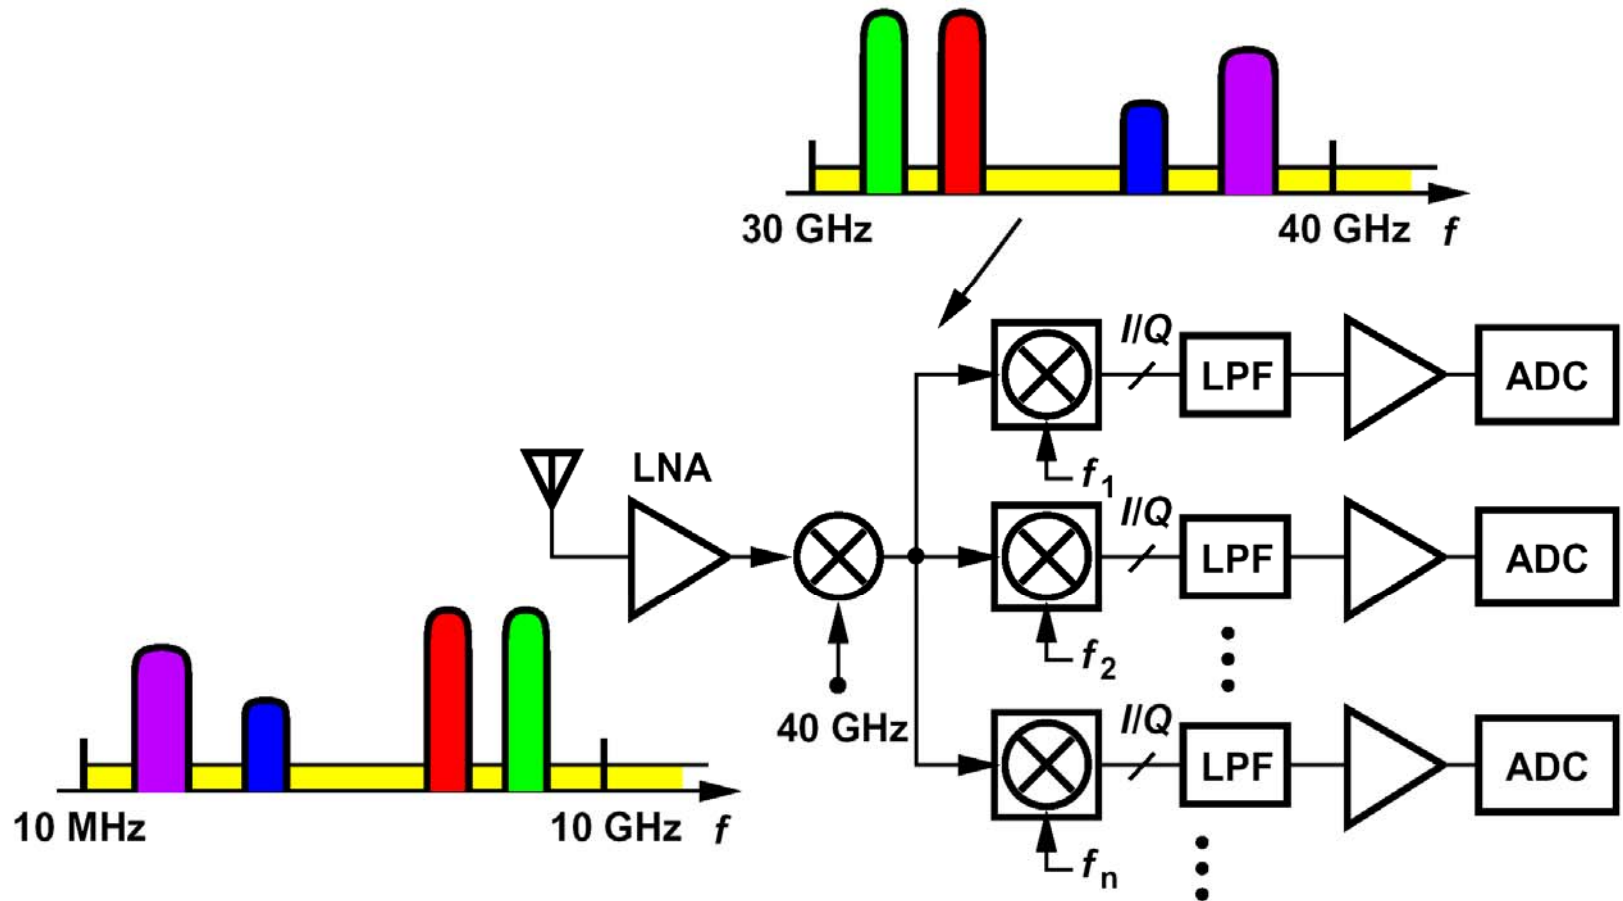 30 GHz
40 GHz f
I/Q
LPF
ADC
f1
LNA
I/Q
LPF
ADC
f2
40 GHz
I/Q
LPF
ADC
fn
10 MHz
10 GHz f